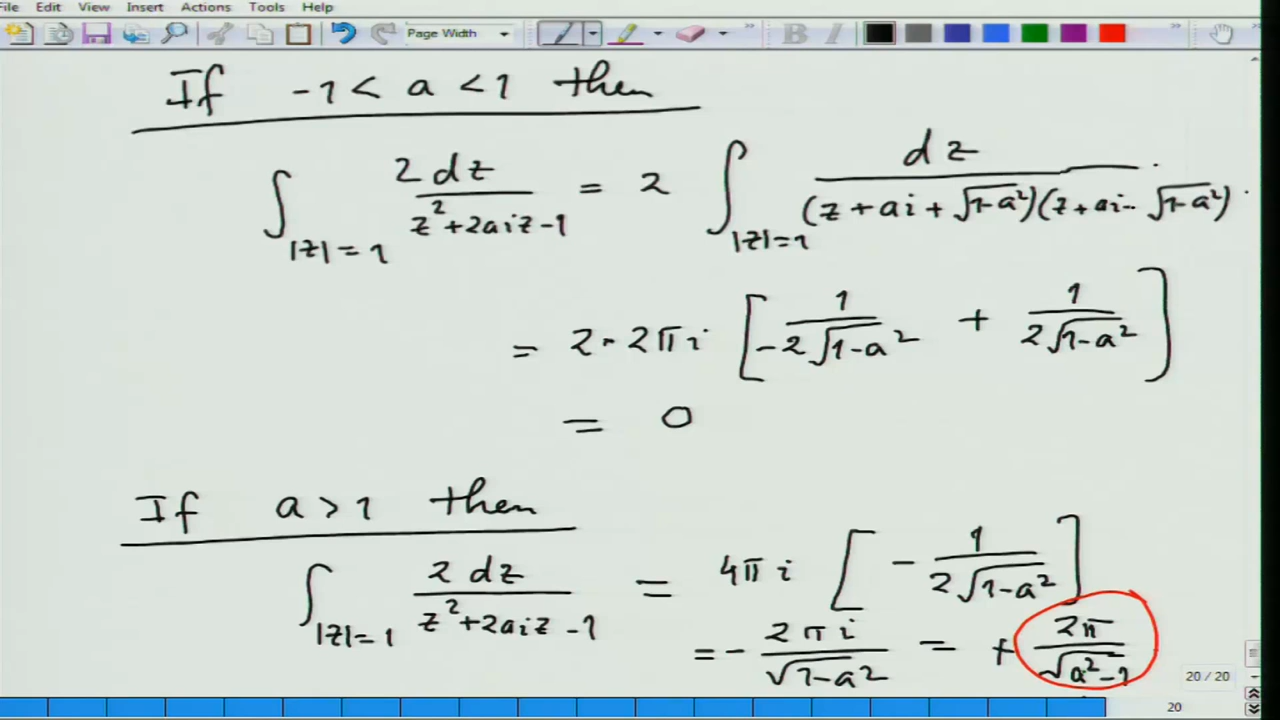 File Edit View Insert Actions Tools Help
Page Width B I
If -1 < a < 1 then
∫_{|z|=1} 2dz / (z²+2aiz-1) = 2 ∫_{|z|=1} dz / ((z+ai+√(1-a²))(z+ai-√(1-a²)))
= 2·2πi [ 1/(-2√(1-a²)) + 1/(2√(1-a²)) ]
= 0
If a > 1 then
∫_{|z|=1} 2dz / (z²+2aiz-1) = 4πi [ - 1/(2√(1-a²)) ]
= - 2πi/√(1-a²) = + 2π/√(a²-1)
20 / 20
20